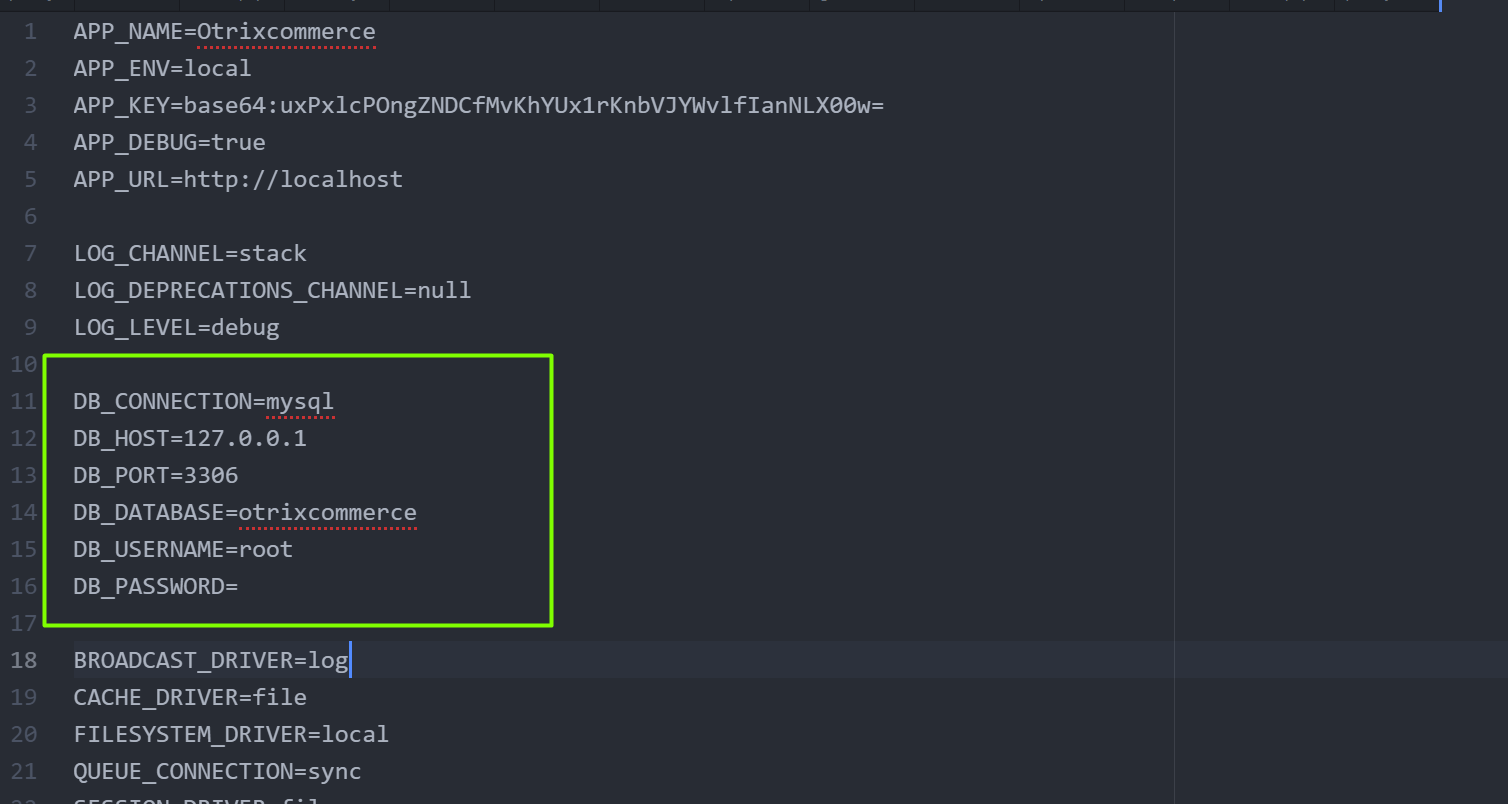 1 APP_NAME=Otrixcommerce
2 APP_ENV=local
3 APP_KEY=base64:uxPxlcPOngZNDCfMvKhYUx1rKnbVJYWvlfIanNLX00w=
4 APP_DEBUG=true
5 APP_URL=http://localhost
6
7 LOG_CHANNEL=stack
8 LOG_DEPRECATIONS_CHANNEL=null
9 LOG_LEVEL=debug
10
11 DB_CONNECTION=mysql
12 DB_HOST=127.0.0.1
13 DB_PORT=3306
14 DB_DATABASE=otrixcommerce
15 DB_USERNAME=root
16 DB_PASSWORD=
17
18 BROADCAST_DRIVER=log
19 CACHE_DRIVER=file
20 FILESYSTEM_DRIVER=local
21 QUEUE_CONNECTION=sync